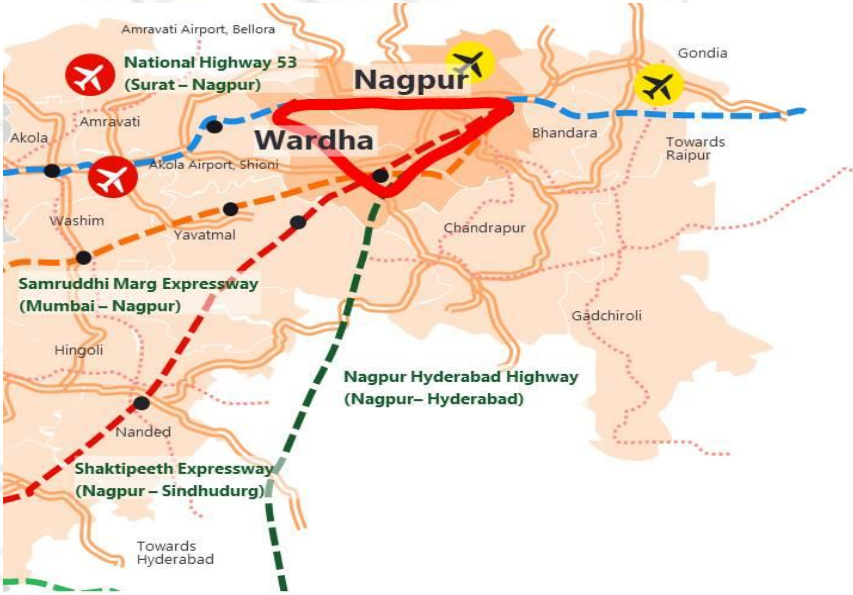 Amravati Airport, Bellora
National Highway 53
(Surat – Nagpur)
Gondia
Nagpur
Amravati
Akola
Wardha
Bhandara
Towards
Raipur
Akola Airport, Shioni
Washim
Yavatmal
Chandrapur
Samruddhi Marg Expressway
(Mumbai – Nagpur)
Gadchiroli
Hingoli
Nagpur Hyderabad Highway
(Nagpur– Hyderabad)
Nanded
Shaktipeeth Expressway
(Nagpur – Sindhudurg)
Towards
Hyderabad